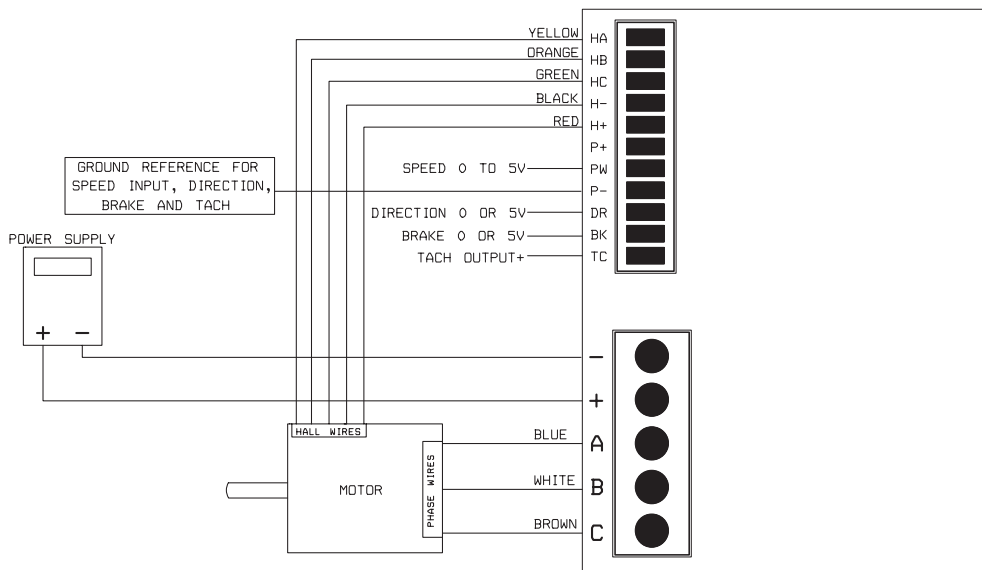 YELLOW HA
ORANGE HB
GREEN HC
BLACK H-
RED H+
P+
SPEED 0 TO 5V PW
GROUND REFERENCE FOR
SPEED INPUT, DIRECTION,
BRAKE AND TACH
P-
DIRECTION 0 OR 5V DR
BRAKE 0 OR 5V BK
TACH OUTPUT+ TC
POWER SUPPLY
+ -
-
+
HALL WIRES
MOTOR
PHASE WIRES
BLUE A
WHITE B
BROWN C